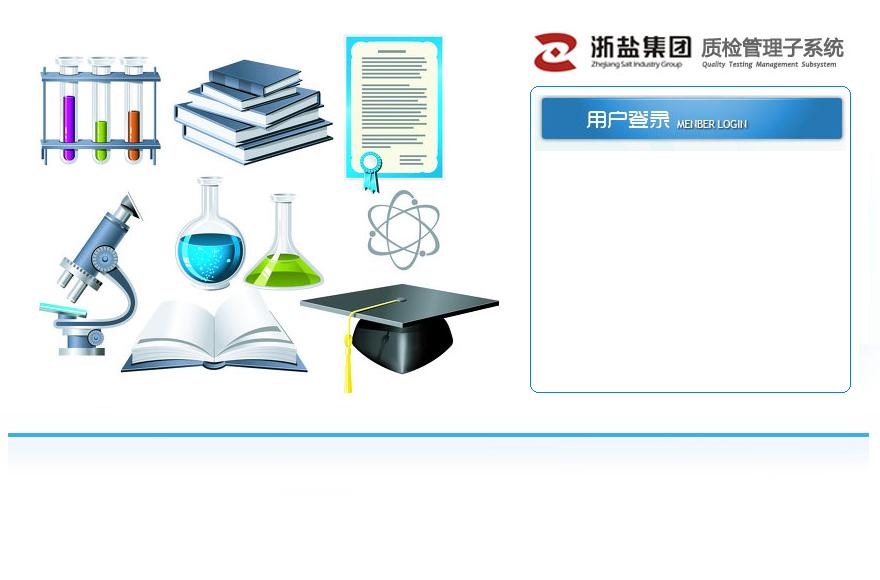 浙盐集团 质检管理子系统
Zhejiang Salt Industry Group Quality Testing Management Subsystem
用户登录 MENBER LOGIN